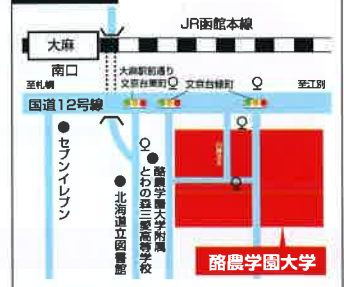 JR函館本線
大麻
南口
大麻駅前通り
文京台東町
文京台緑町
至札幌
至江別
国道12号線
セブンイレブン
北海道立図書館
酪農学園大学附属
とわの森三愛高等学校
酪農学園大学